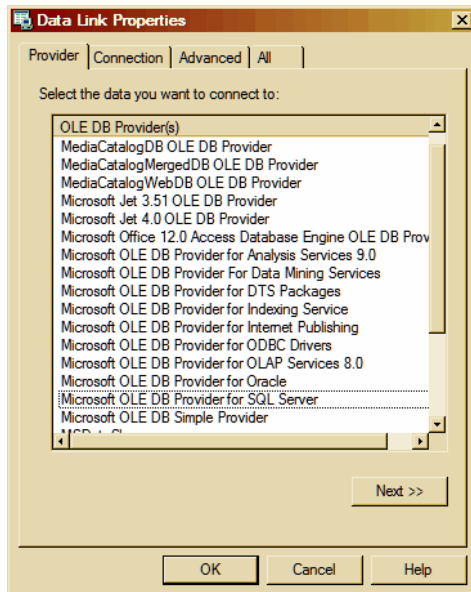 Data Link Properties
Provider Connection Advanced All
Select the data you want to connect to:
OLE DB Provider(s)
MediaCatalogDB OLE DB Provider
MediaCatalogMergedDB OLE DB Provider
MediaCatalogWebDB OLE DB Provider
Microsoft Jet 3.51 OLE DB Provider
Microsoft Jet 4.0 OLE DB Provider
Microsoft Office 12.0 Access Database Engine OLE DB Prov
Microsoft OLE DB Provider for Analysis Services 9.0
Microsoft OLE DB Provider For Data Mining Services
Microsoft OLE DB Provider for DTS Packages
Microsoft OLE DB Provider for Indexing Service
Microsoft OLE DB Provider for Internet Publishing
Microsoft OLE DB Provider for ODBC Drivers
Microsoft OLE DB Provider for OLAP Services 8.0
Microsoft OLE DB Provider for Oracle
Microsoft OLE DB Provider for SQL Server
Microsoft OLE DB Simple Provider
Next >>
OK Cancel Help